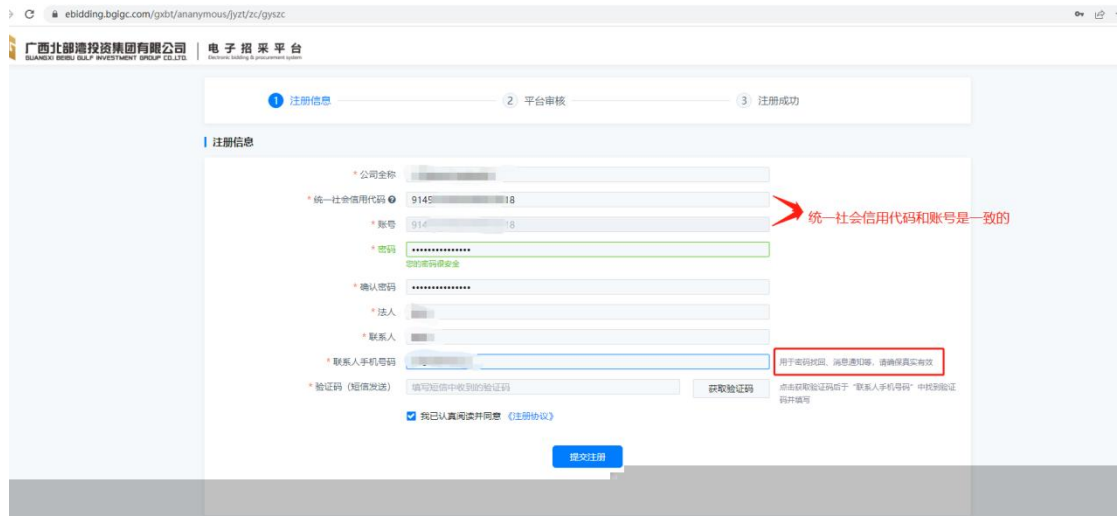 ebidding.bgigc.com/gxbt/ananymous/jyzt/zc/gyszc
广西北部湾投资集团有限公司
GUANGXI BEIBU GULF INVESTMENT GROUP CO.,LTD.
电子招采平台
Electronic bidding & procurement system
1 注册信息
2 平台审核
3 注册成功
注册信息
* 公司全称
* 统一社会信用代码
9145
18
统一社会信用代码和账号是一致的
* 账号
914
8
* 密码
•••••••••••••••
您的密码很安全
* 确认密码
•••••••••••••••
* 法人
* 联系人
* 联系人手机号码
用于密码找回、消息通知等，请确保真实有效
* 验证码（短信发送）
填写短信中收到的验证码
获取验证码
点击获取验证码后于“联系人手机号码”中找到验证
码并填写
我已认真阅读并同意 《注册协议》
提交注册